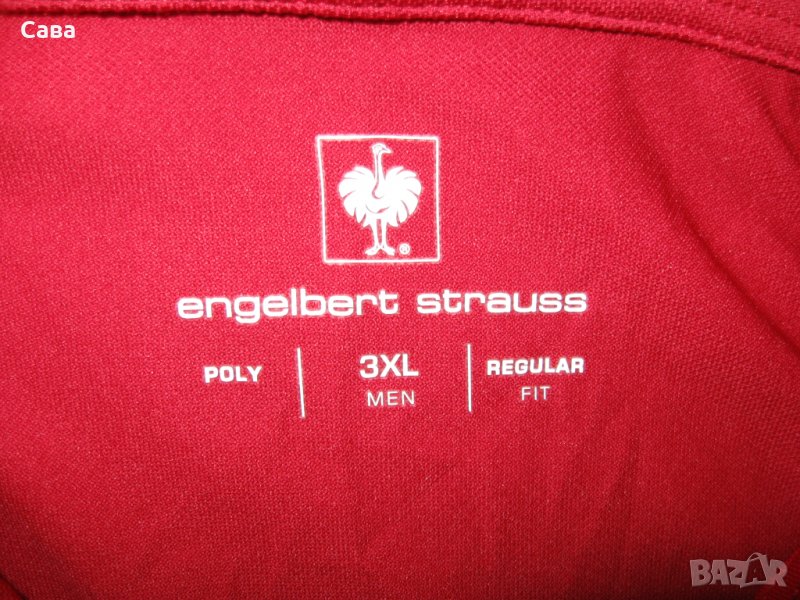 Сава
®
engelbert strauss
POLY 3XL REGULAR
MEN FIT
BAZAR